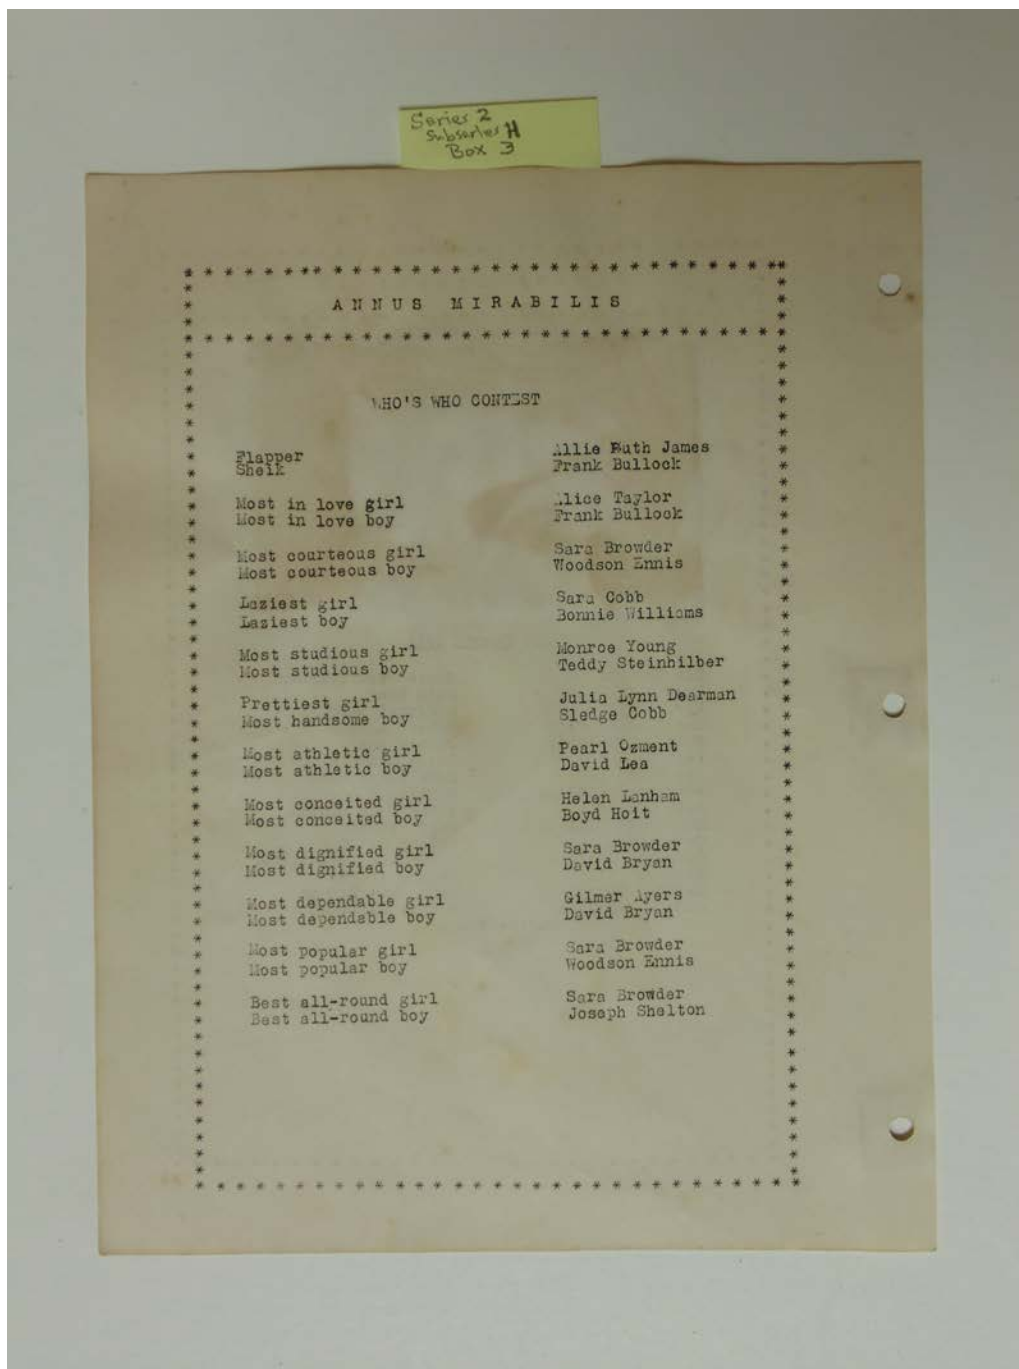 Series 2
Subseries H
Box 3
* * * * * * ** * * * * * * * * * * * * * * * * * * * * * * * **
A N N U S   M I R A B I L I S
* * * * * * * * * * * * * * * * * * * * * * * * * * * * * *
WHO'S WHO CONTEST
Flapper Allie Ruth James
Sheik Frank Bullock
Most in love girl Alice Taylor
Most in love boy Frank Bullock
Most courteous girl Sara Browder
Most courteous boy Woodson Ennis
Laziest girl Sara Cobb
Laziest boy Bonnie Williams
Most studious girl Monroe Young
Most studious boy Teddy Steinhilber
Prettiest girl Julia Lynn Dearman
Most handsome boy Sledge Cobb
Most athletic girl Pearl Ozment
Most athletic boy David Lea
Most conceited girl Helen Lanham
Most conceited boy Boyd Hoit
Most dignified girl Sara Browder
Most dignified boy David Bryan
Most dependable girl Gilmer Ayers
Most dependable boy David Bryan
Most popular girl Sara Browder
Most popular boy Woodson Ennis
Best all-round girl Sara Browder
Best all-round boy Joseph Shelton
* * * * * * * * * * * * * * * * * * * * * * * * * * * * * * *